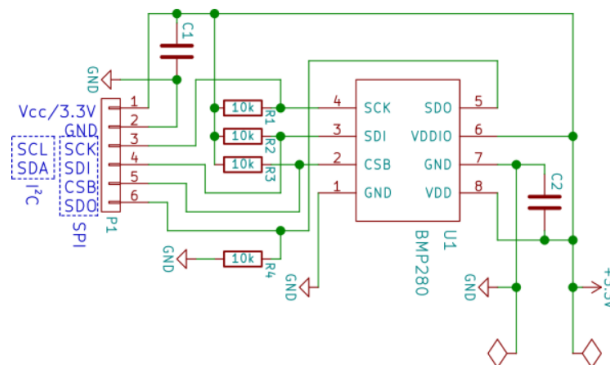 C1
GND
Vcc/3.3V
1
GND
2
SCL
SCK
3
SDA
SDI
4
I²C
CSB
5
SDO
6
SPI
P1
10k
R1
10k
R2
10k
R3
GND
10k
R4
GND
4
SCK
SDO
5
3
SDI
VDDIO
6
2
CSB
GND
7
1
GND
VDD
8
U1
BMP280
C2
GND
+3.3V